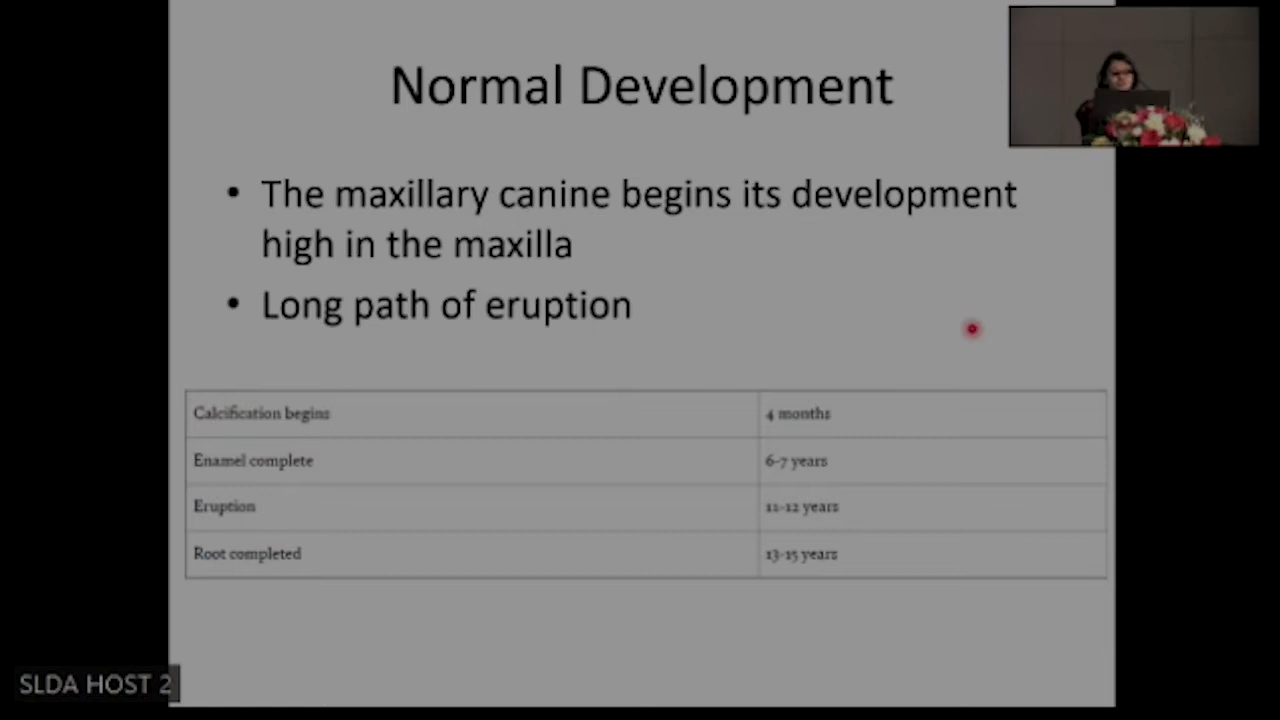 Normal Development
• The maxillary canine begins its development
high in the maxilla
• Long path of eruption
Calcification begins 4 months
Enamel complete 6-7 years
Eruption 11-12 years
Root completed 13-15 years
SLDA HOST 2